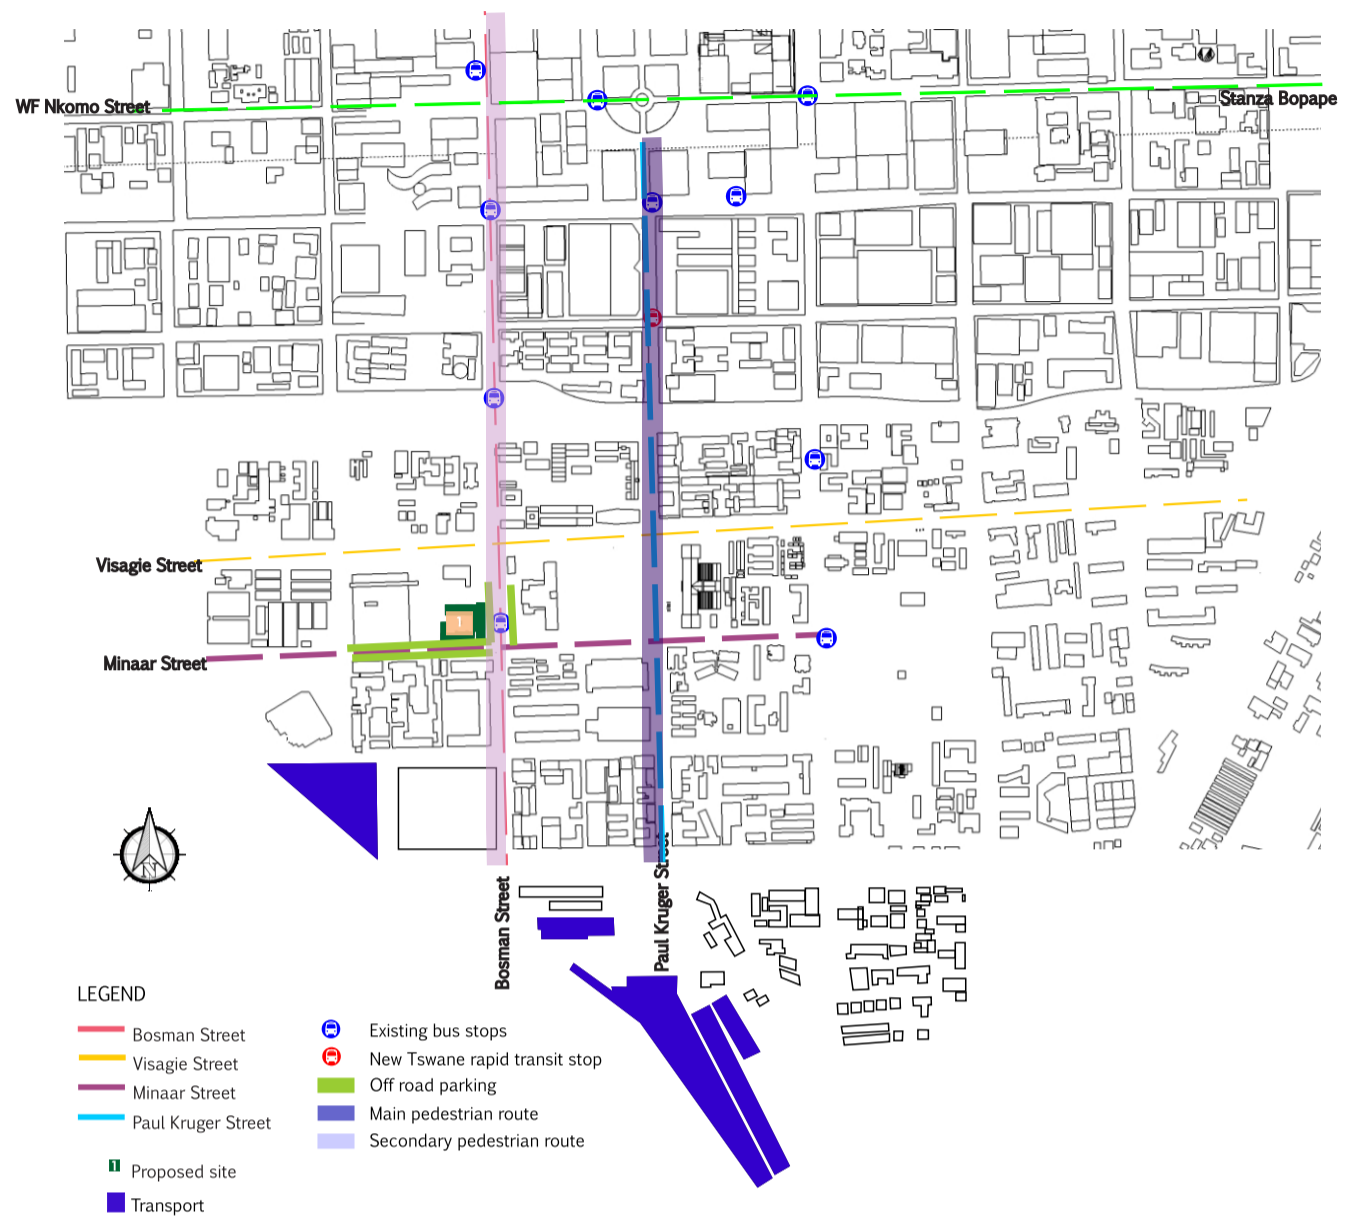 WF Nkomo Street
Stanza Bopape
Visagie Street
1
Minaar Street
N
Bosman Street
Paul Kruger Street
LEGEND
Bosman Street
Visagie Street
Minaar Street
Paul Kruger Street
1 Proposed site
Transport
Existing bus stops
New Tswane rapid transit stop
Off road parking
Main pedestrian route
Secondary pedestrian route